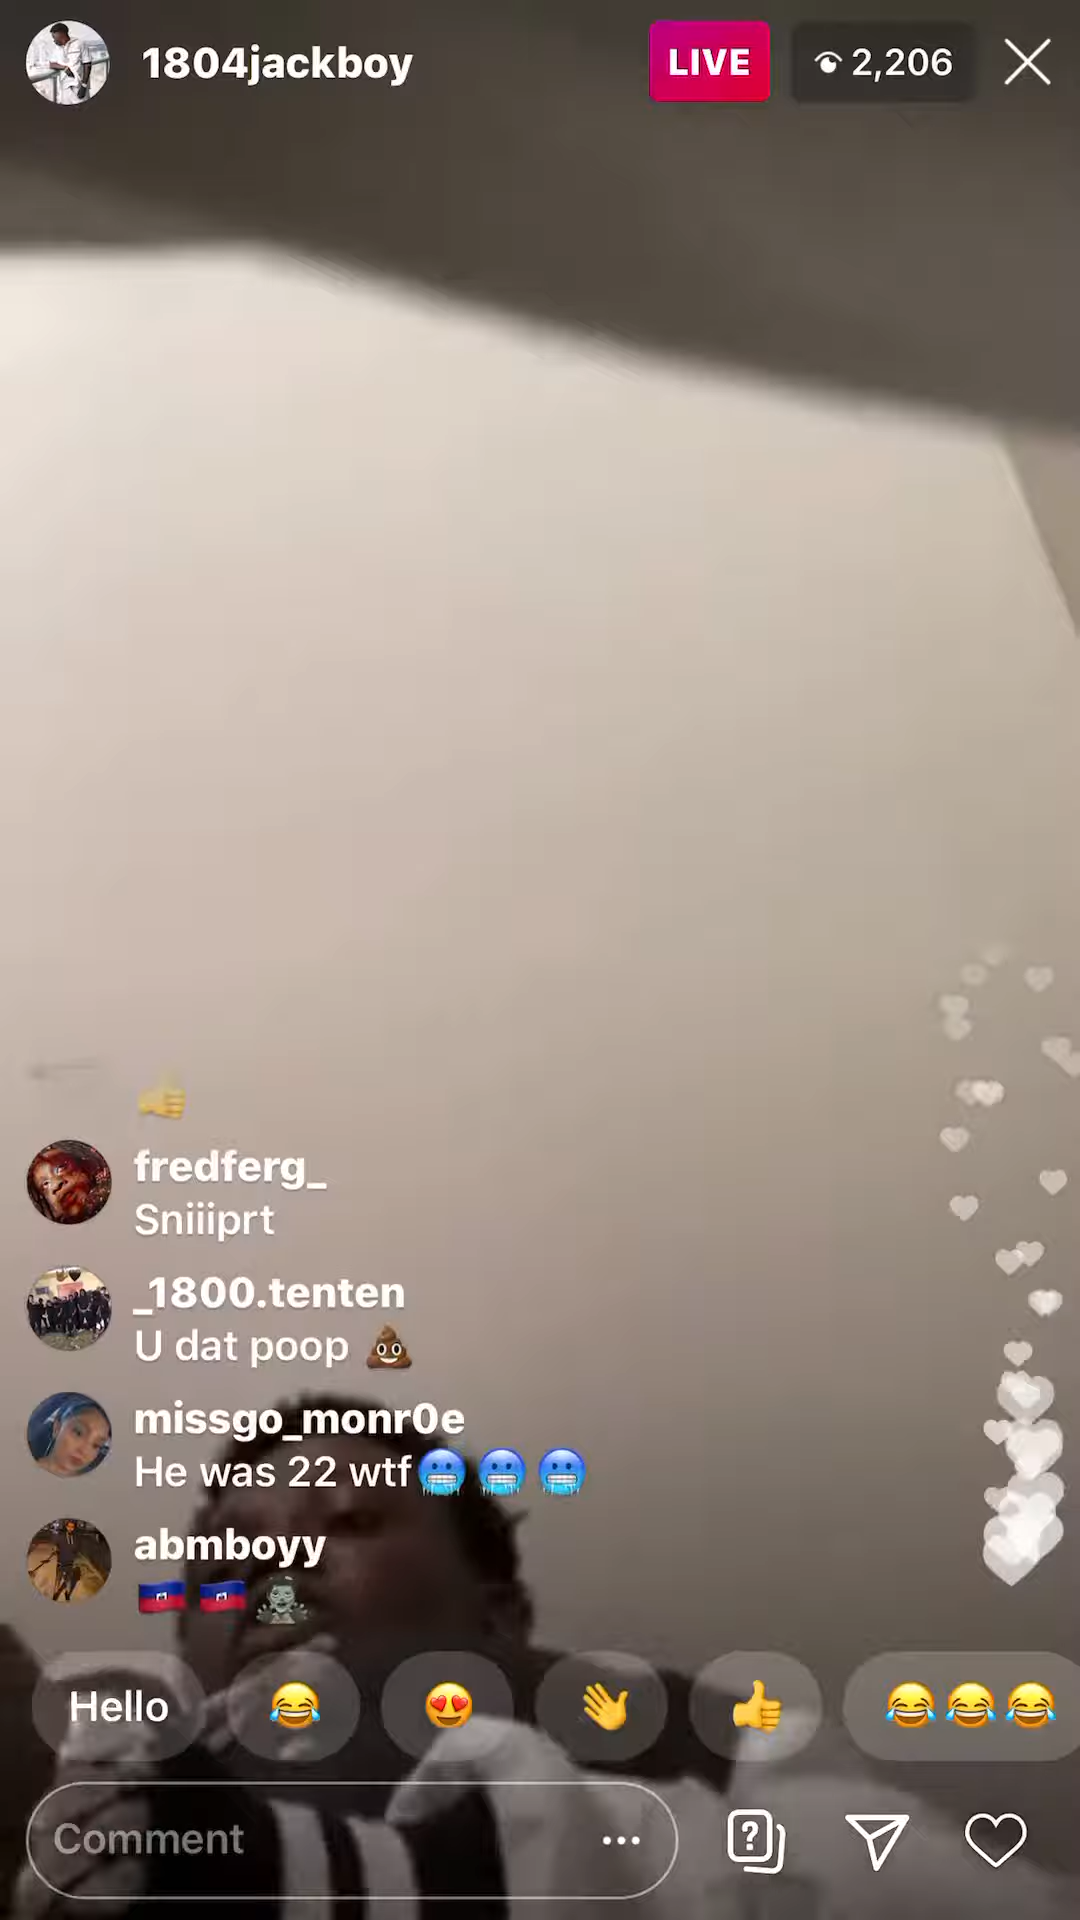 1804jackboy
LIVE
2,206
fredferg_
Sniiiprt
_1800.tenten
U dat poop 💩
missgo_monr0e
He was 22 wtf🥶🥶🥶
abmboyy
🇭🇹🇭🇹🧟
Hello
Comment